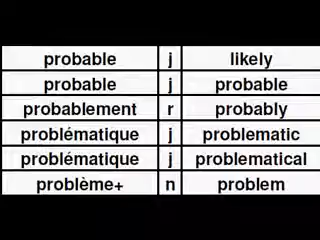 probable j likely
probable j probable
probablement r probably
problématique j problematic
problématique j problematical
problème+ n problem